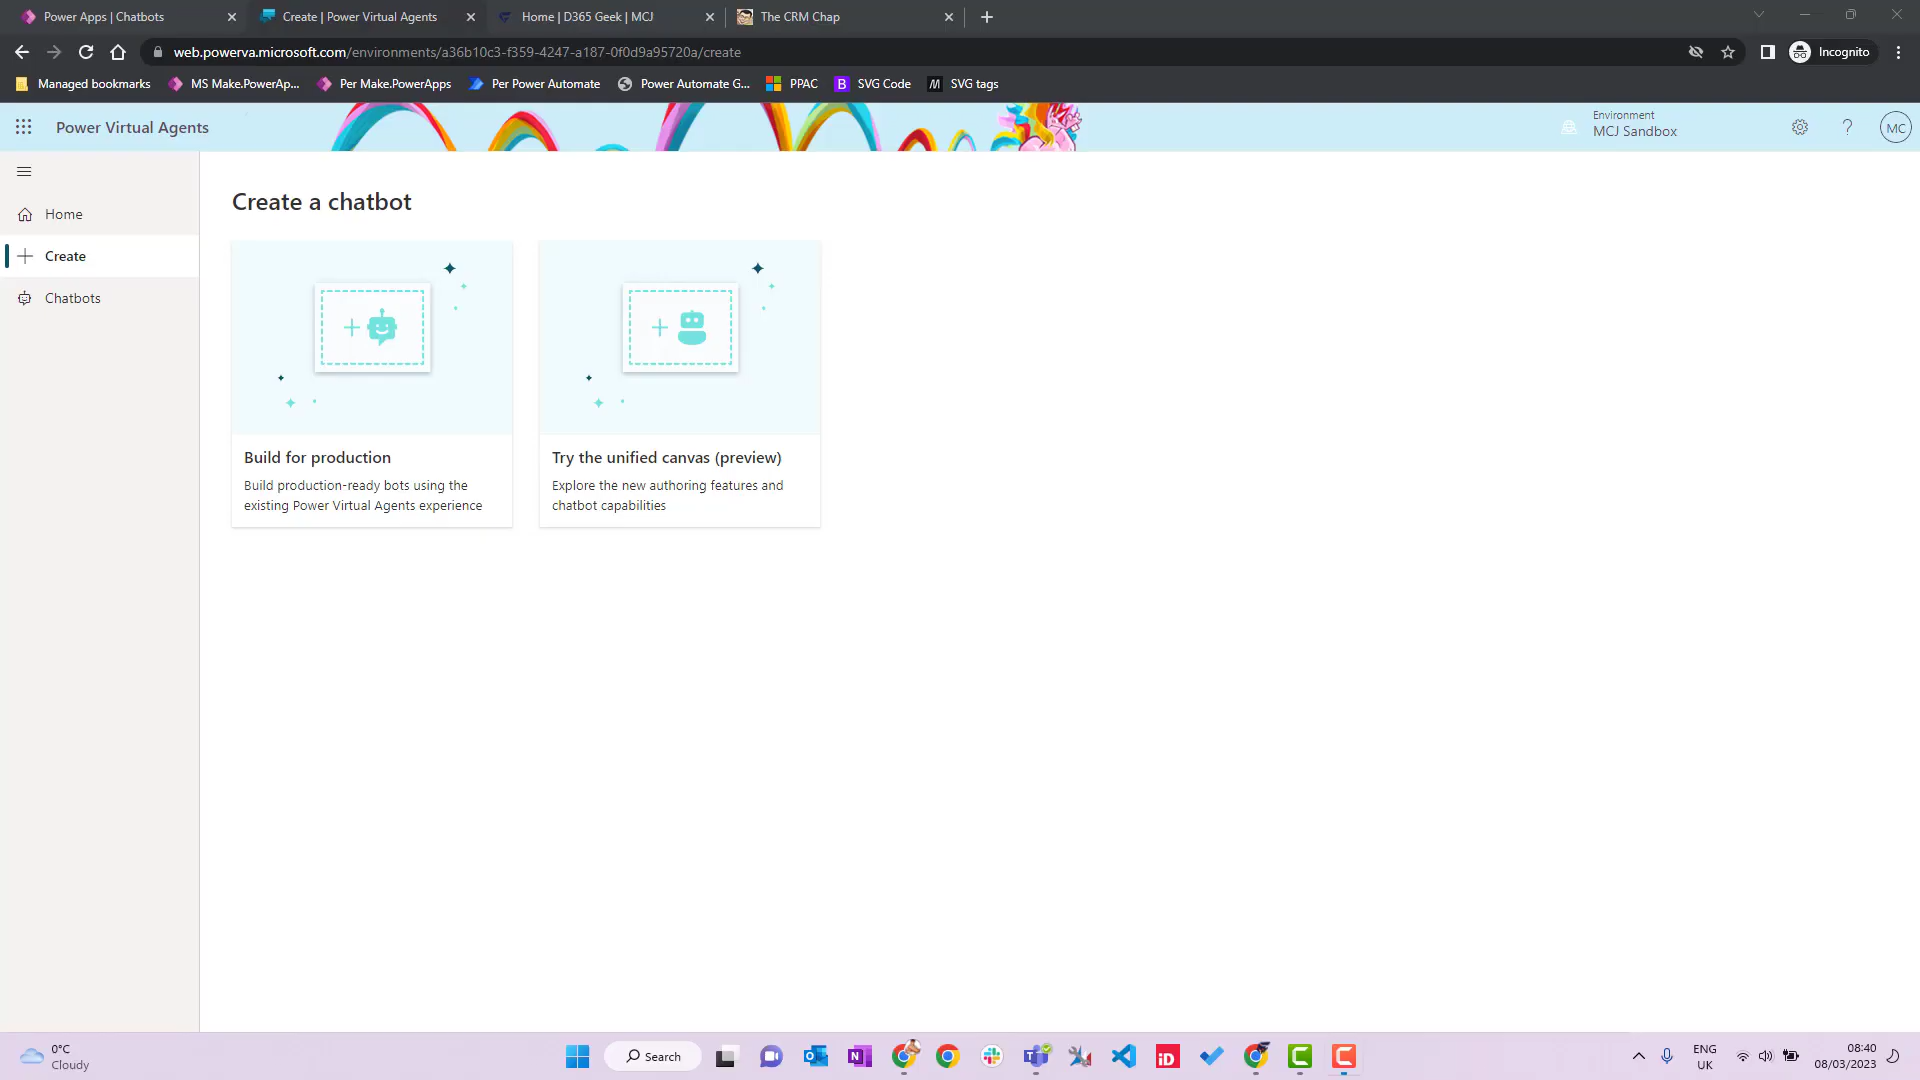 Power Apps | Chatbots
Create | Power Virtual Agents
Home | D365 Geek | MCJ
The CRM Chap
web.powerva.microsoft.com/environments/a36b10c3-f359-4247-a187-0f0d9a95720a/create
Incognito
Managed bookmarks
MS Make.PowerAp...
Per Make.PowerApps
Per Power Automate
Power Automate G...
PPAC
B
SVG Code
M
SVG tags
Power Virtual Agents
Environment
MCJ Sandbox
?
MC
Home
Create
Chatbots
Create a chatbot
Build for production
Build production-ready bots using the
existing Power Virtual Agents experience
Try the unified canvas (preview)
Explore the new authoring features and
chatbot capabilities
0°C
Cloudy
Search
iD
ENG
UK
08:40
08/03/2023